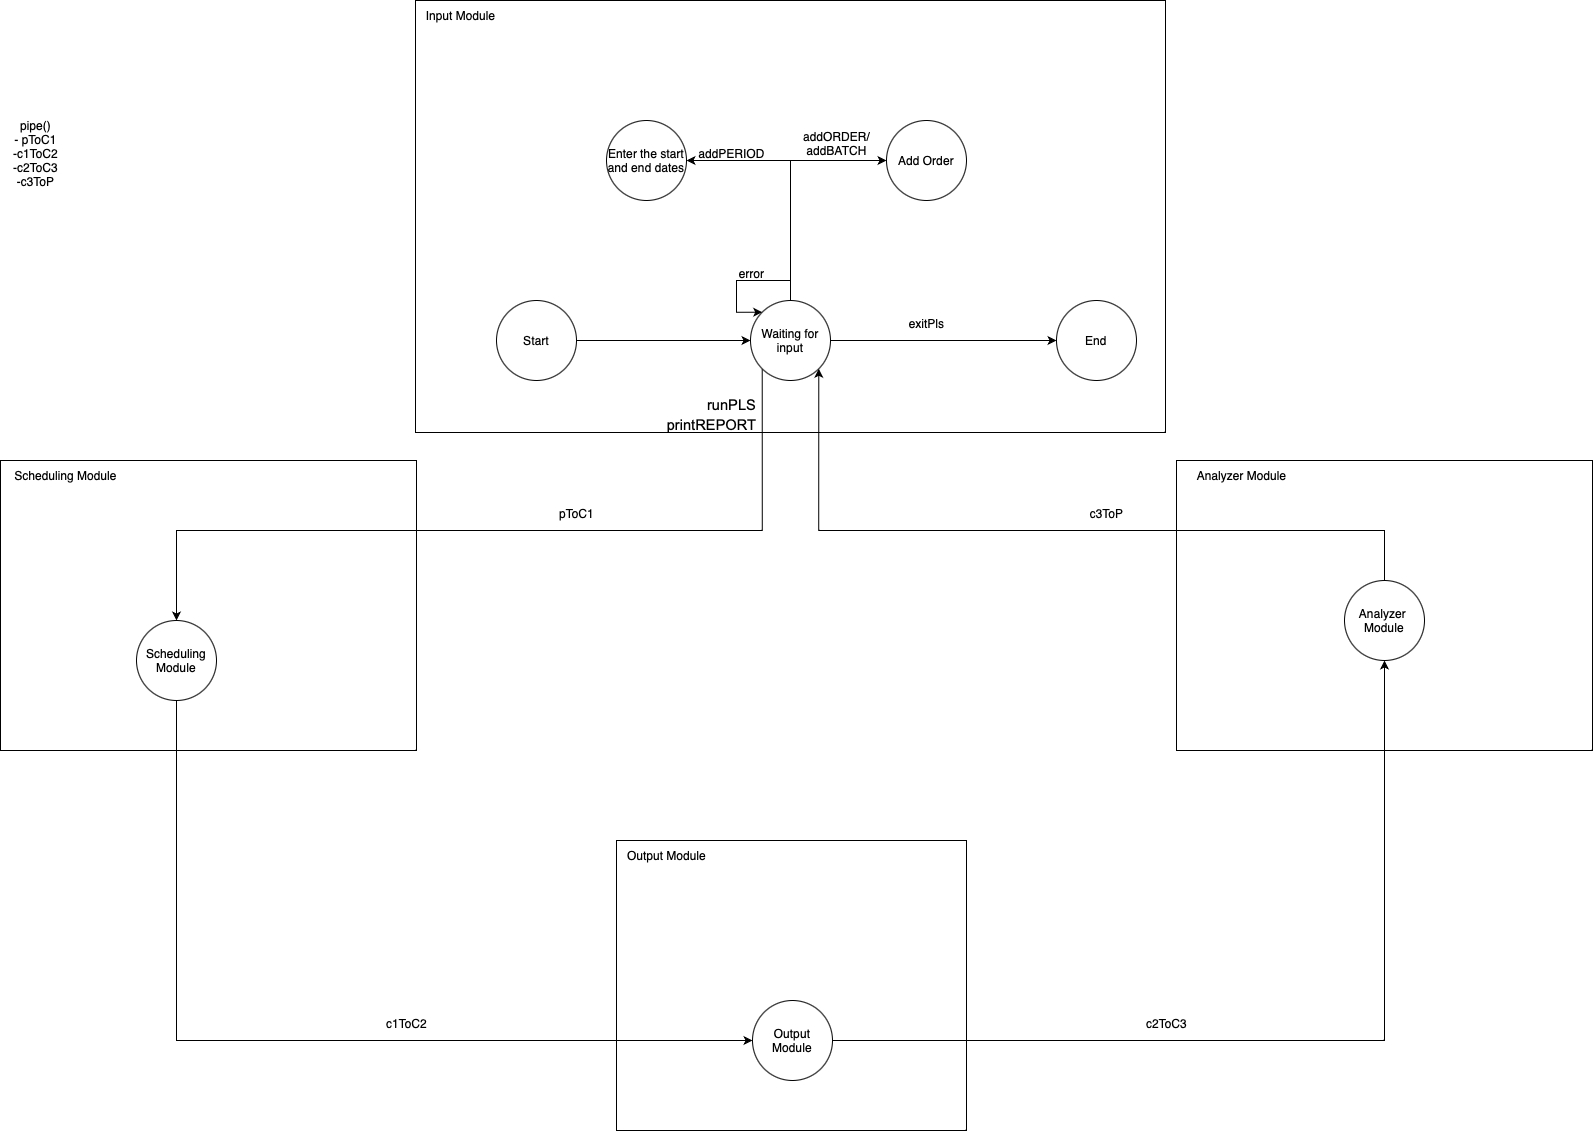 Input Module
pipe()
- pToC1
-c1ToC2
-c2ToC3
-c3ToP
addORDER/
addBATCH
addPERIOD
Enter the start
and end dates
Add Order
error
Start
Waiting for
input
exitPls
End
runPLS
printREPORT
Scheduling Module
Analyzer Module
pToC1
c3ToP
Scheduling
Module
Analyzer
Module
Output Module
c1ToC2
c2ToC3
Output
Module